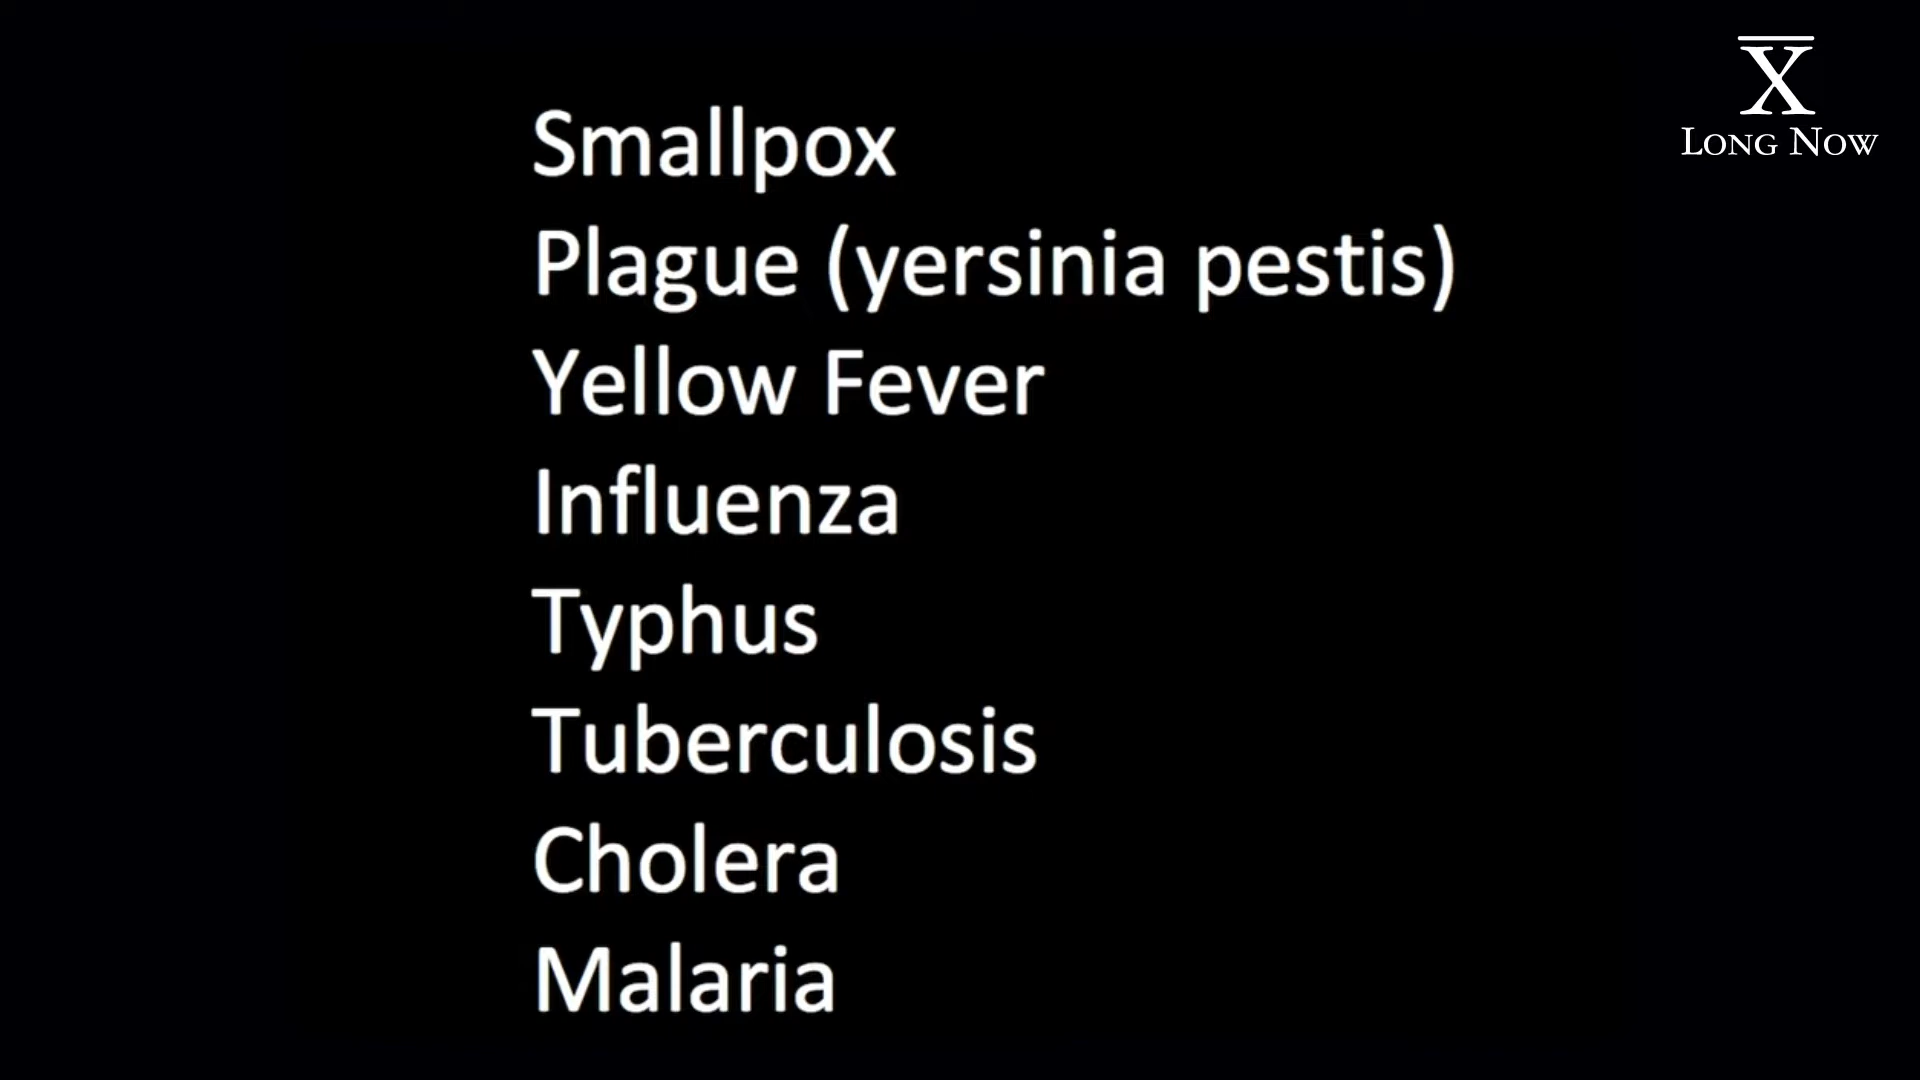 X
Long Now
Smallpox
Plague (yersinia pestis)
Yellow Fever
Influenza
Typhus
Tuberculosis
Cholera
Malaria